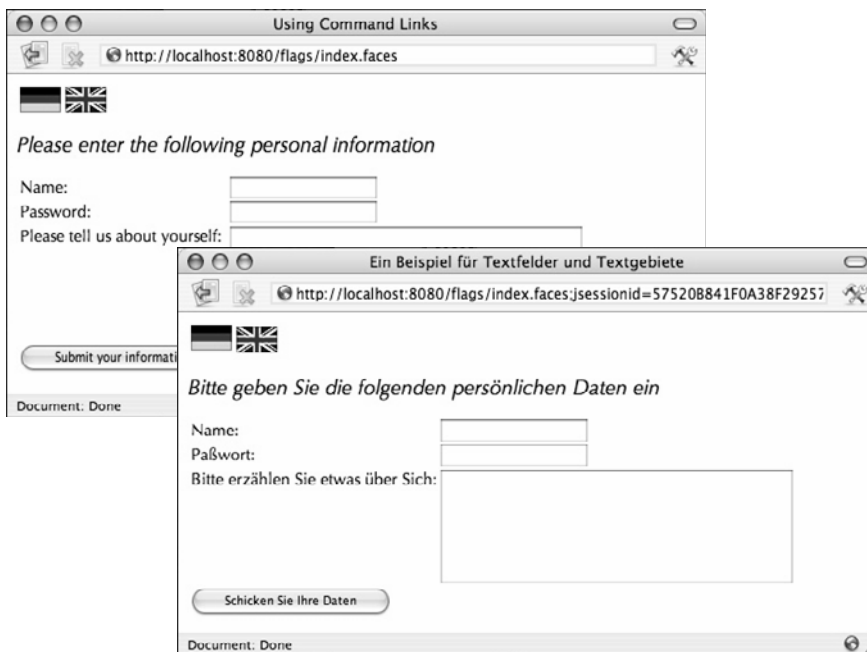 Using Command Links
http://localhost:8080/flags/index.faces
Please enter the following personal information
Name:
Password:
Please tell us about yourself:
Submit your informati
Document: Done
Ein Beispiel für Textfelder und Textgebiete
http://localhost:8080/flags/index.faces;jsessionid=57520B841F0A38F29257
Bitte geben Sie die folgenden persönlichen Daten ein
Name:
Paßwort:
Bitte erzählen Sie etwas über Sich:
Schicken Sie Ihre Daten
Document: Done